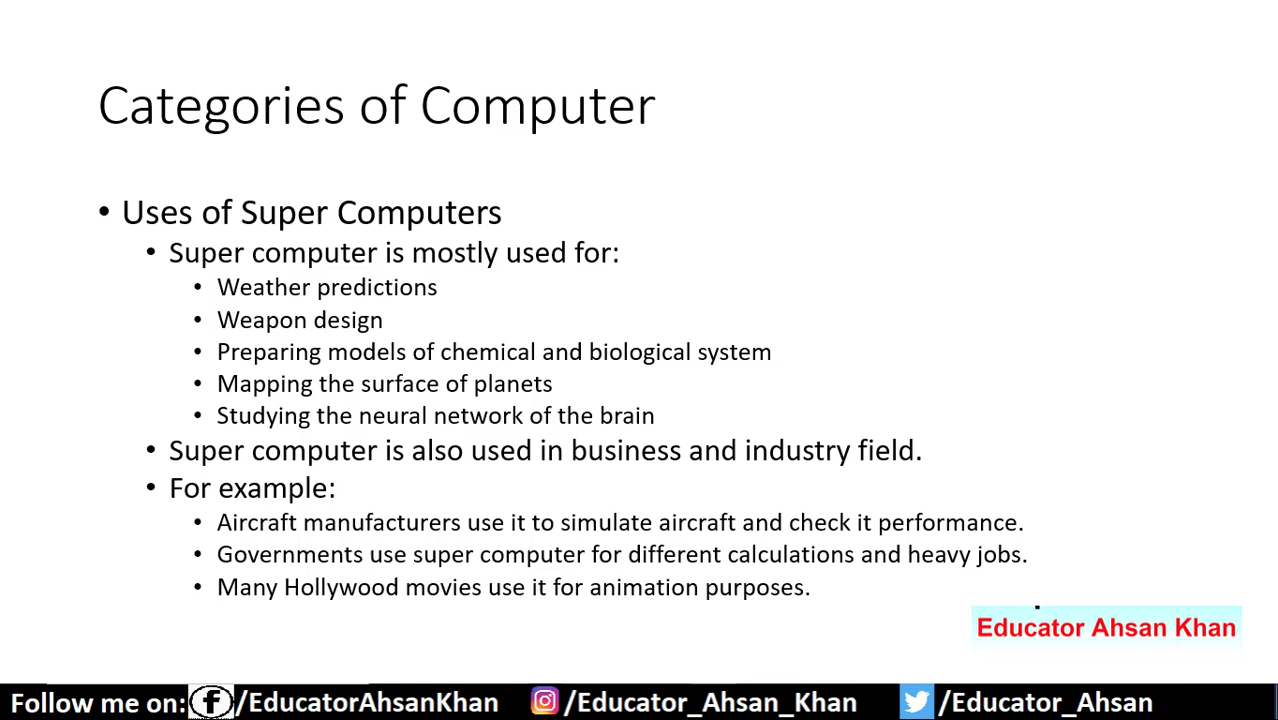 Categories of Computer
• Uses of Super Computers
• Super computer is mostly used for:
• Weather predictions
• Weapon design
• Preparing models of chemical and biological system
• Mapping the surface of planets
• Studying the neural network of the brain
• Super computer is also used in business and industry field.
• For example:
• Aircraft manufacturers use it to simulate aircraft and check it performance.
• Governments use super computer for different calculations and heavy jobs.
• Many Hollywood movies use it for animation purposes.
Educator Ahsan Khan
Follow me on: f/EducatorAhsanKhan /Educator_Ahsan_Khan /Educator_Ahsan